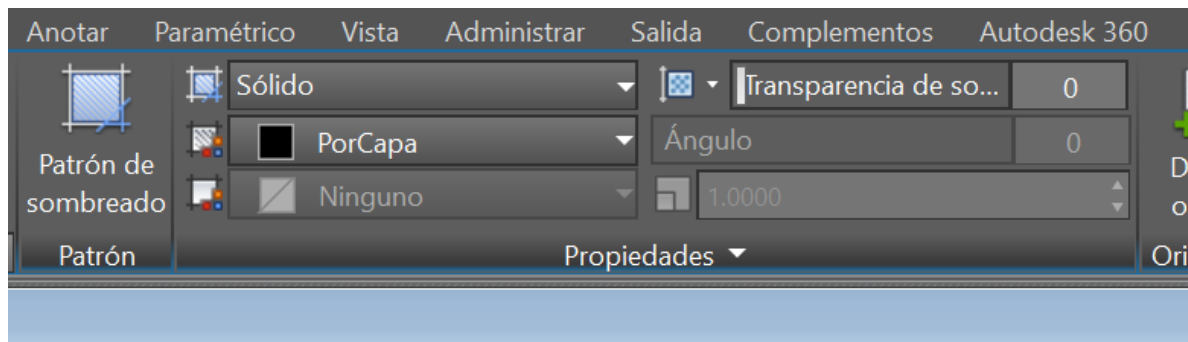 Anotar Paramétrico Vista Administrar Salida Complementos Autodesk 360
Sólido Transparencia de so... 0
PorCapa Ángulo 0
Patrón de
sombreado Ninguno 1.0000
Patrón Propiedades